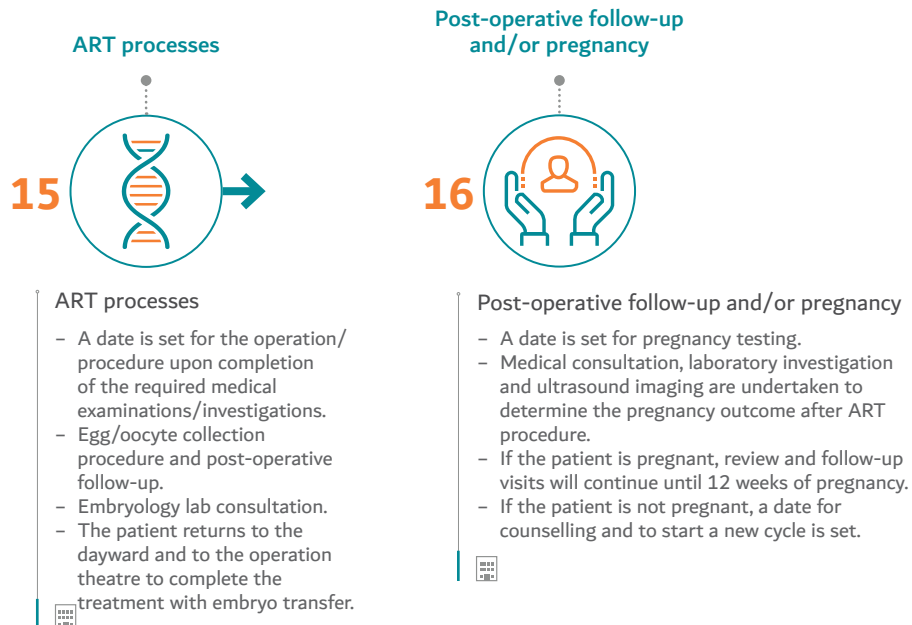 ART processes
15
ART processes
– A date is set for the operation/
procedure upon completion
of the required medical
examinations/investigations.
– Egg/oocyte collection
procedure and post-operative
follow-up.
– Embryology lab consultation.
– The patient returns to the
dayward and to the operation
theatre to complete the
treatment with embryo transfer.
Post-operative follow-up
and/or pregnancy
16
Post-operative follow-up and/or pregnancy
– A date is set for pregnancy testing.
– Medical consultation, laboratory investigation
and ultrasound imaging are undertaken to
determine the pregnancy outcome after ART
procedure.
– If the patient is pregnant, review and follow-up
visits will continue until 12 weeks of pregnancy.
– If the patient is not pregnant, a date for
counselling and to start a new cycle is set.